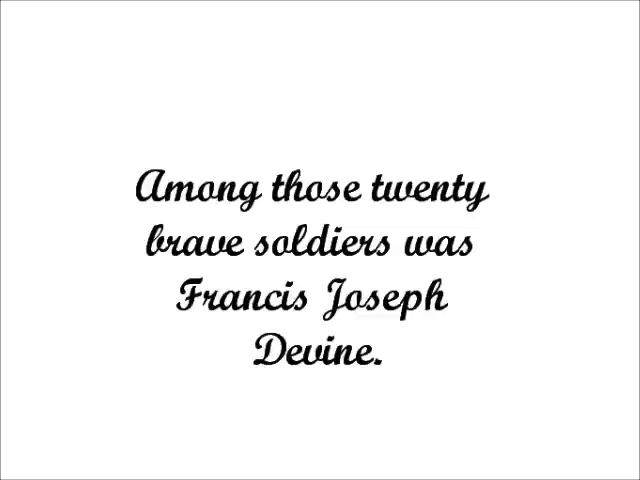 Among those twenty
brave soldiers was
Francis Joseph
Devine.